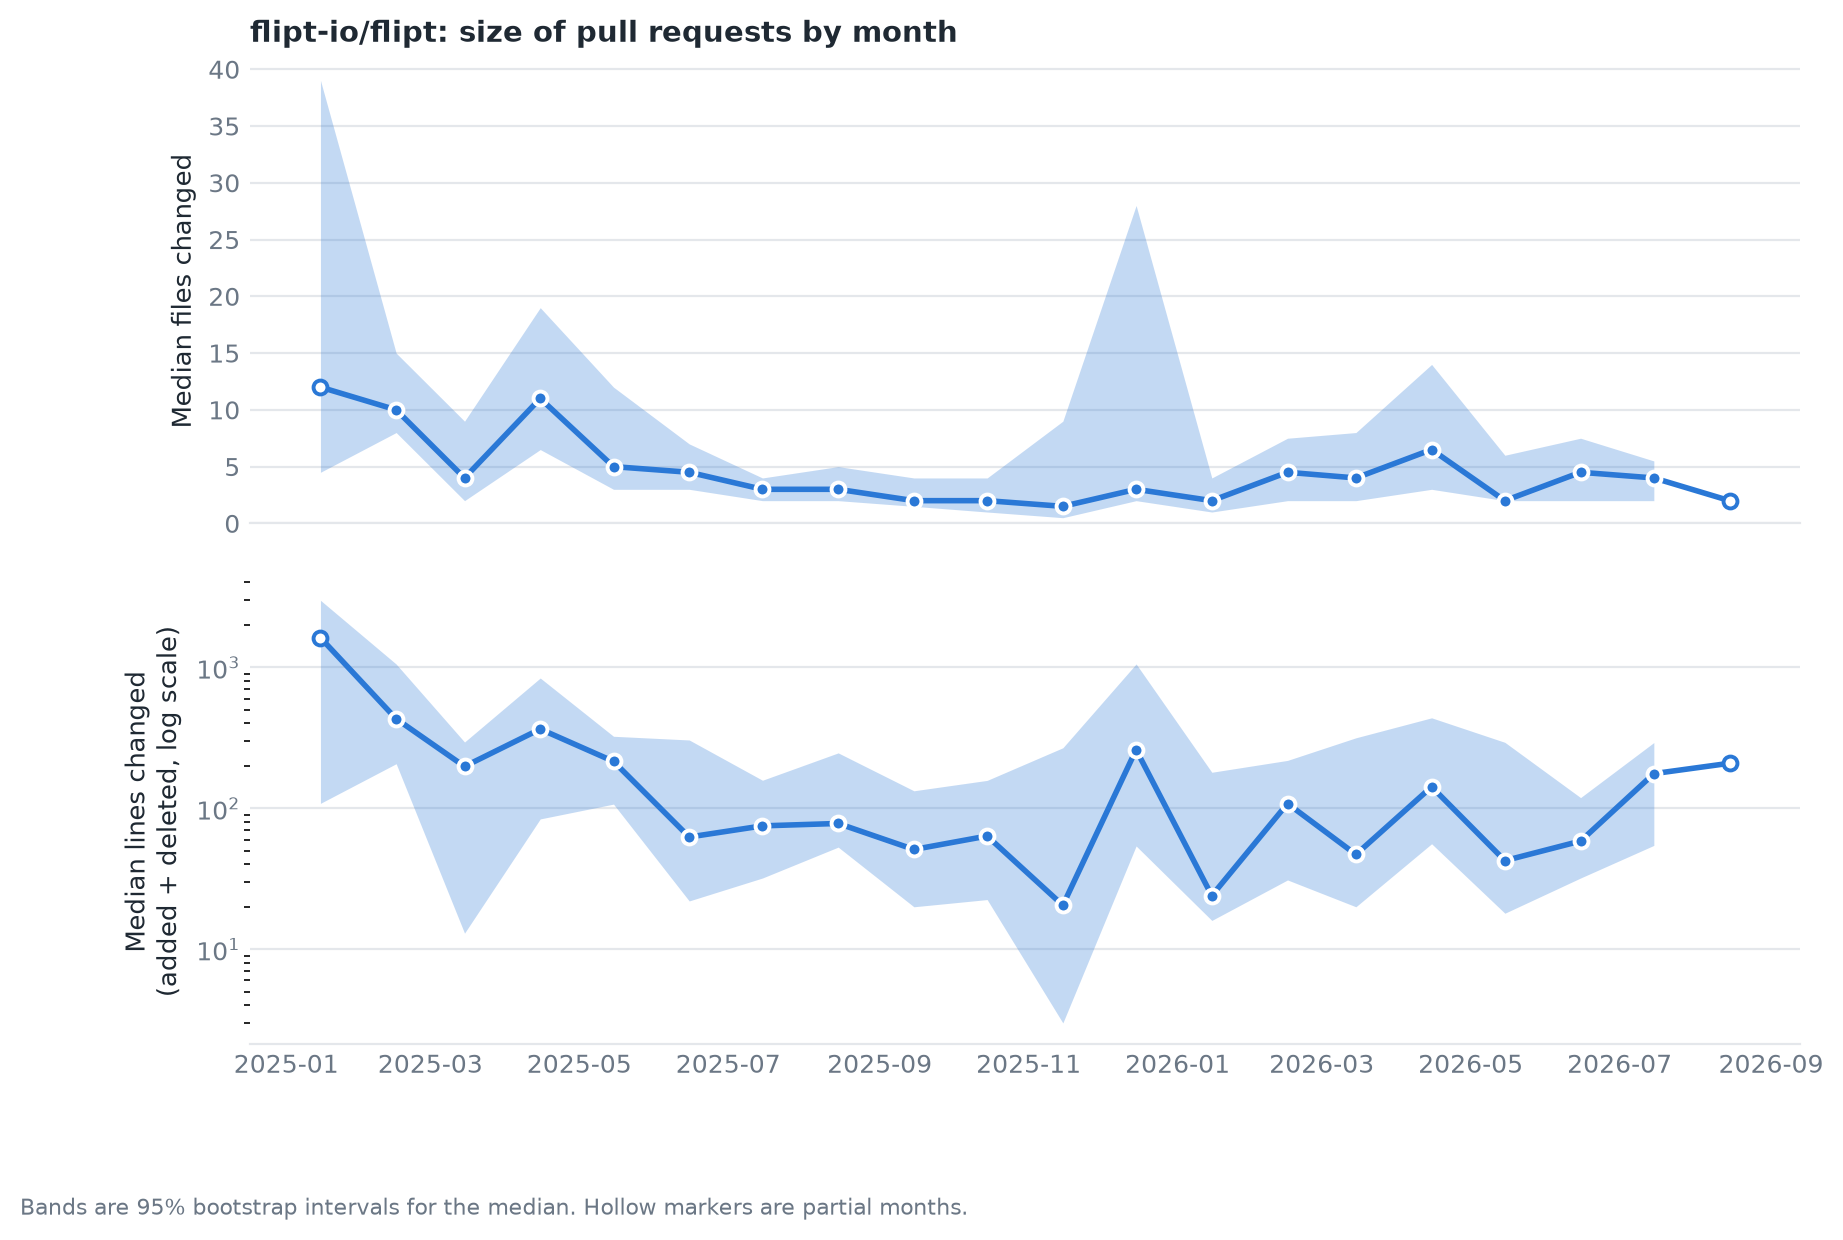 flipt-io/flipt: size of pull requests by month
Median files changed
40
35
30
25
20
15
10
5
0
Median lines changed
(added + deleted, log scale)
10³
10²
10¹
2025-01 2025-03 2025-05 2025-07 2025-09 2025-11 2026-01 2026-03 2026-05 2026-07 2026-09
Bands are 95% bootstrap intervals for the median. Hollow markers are partial months.